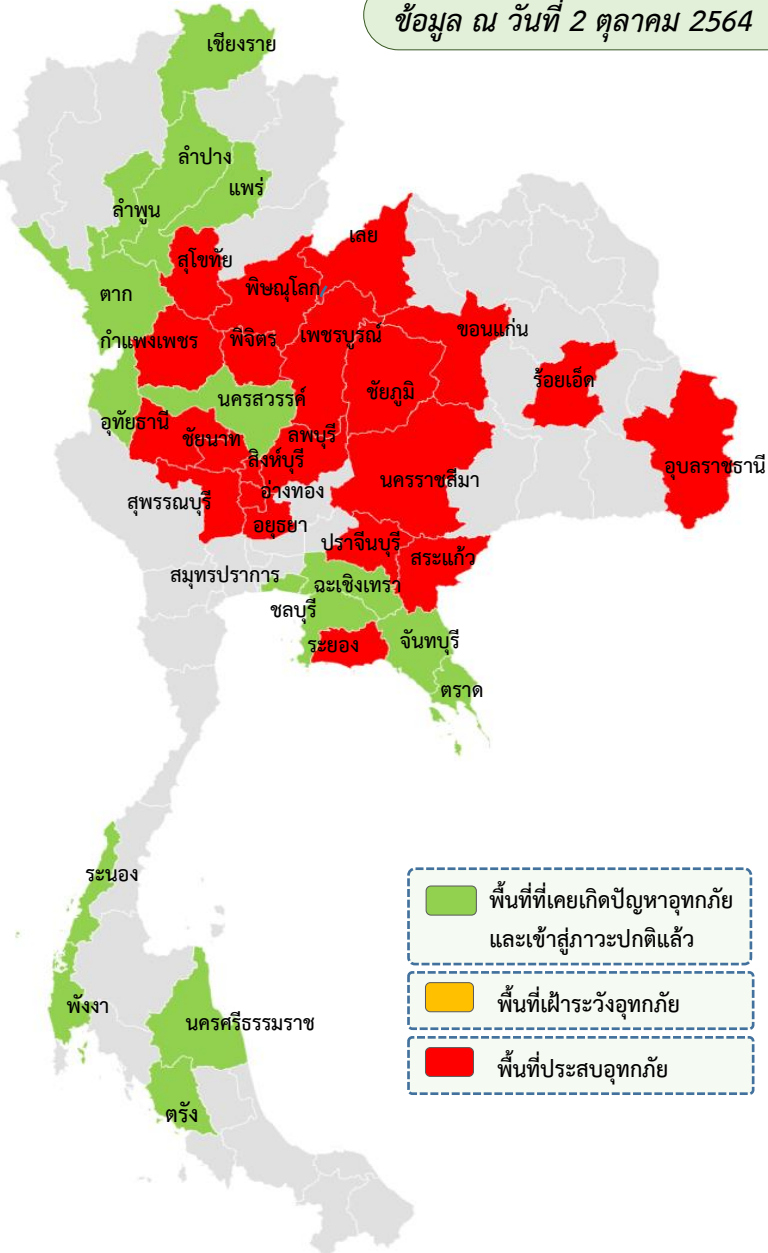 ข้อมูล ณ วันที่ 2 ตุลาคม 2564
เชียงราย
ลำปาง
แพร่
ลำพูน
เลย
สุโขทัย
พิษณุโลก
ตาก
กำแพงเพชร
พิจิตร
เพชรบูรณ์
ขอนแก่น
ร้อยเอ็ด
ชัยภูมิ
นครสวรรค์
อุทัยธานี
ชัยนาท
ลพบุรี
สิงห์บุรี
อุบลราชธานี
นครราชสีมา
อ่างทอง
สุพรรณบุรี
อยุธยา
ปราจีนบุรี
สระแก้ว
สมุทรปราการ
ฉะเชิงเทรา
ชลบุรี
ระยอง
จันทบุรี
ตราด
ระนอง
พังงา
นครศรีธรรมราช
ตรัง
พื้นที่ที่เคยเกิดปัญหาอุทกภัย
และเข้าสู่ภาวะปกติแล้ว
พื้นที่เฝ้าระวังอุทกภัย
พื้นที่ประสบอุทกภัย